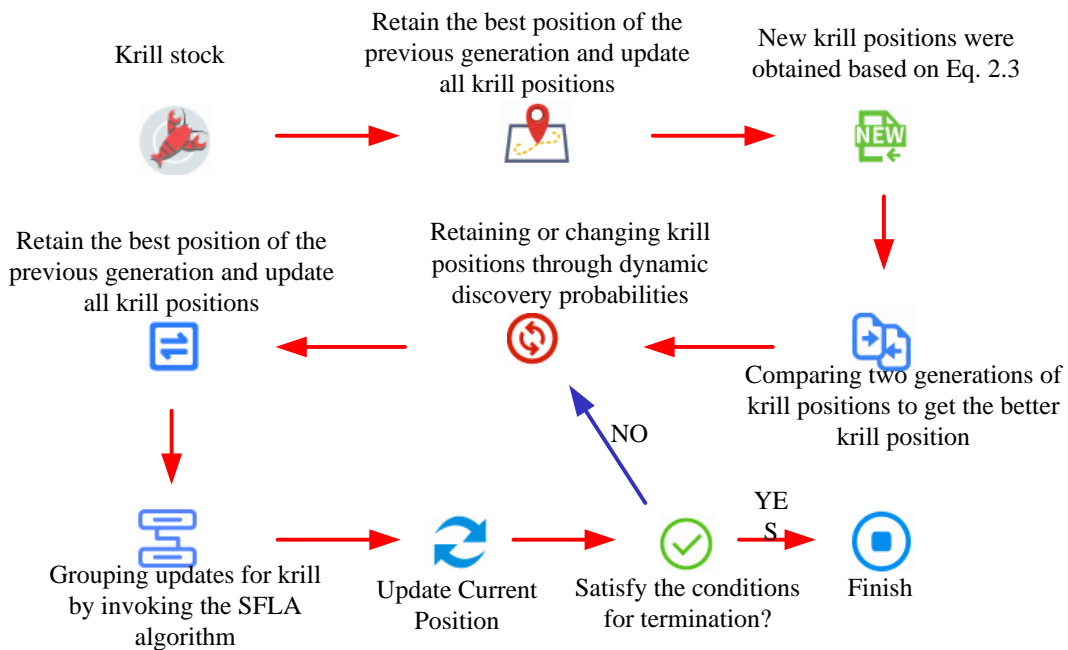 Krill stock
Retain the best position of the
previous generation and update
all krill positions
New krill positions were
obtained based on Eq. 2.3
NEW
Retain the best position of the
previous generation and update
all krill positions
Retaining or changing krill
positions through dynamic
discovery probabilities
Comparing two generations of
krill positions to get the better
krill position
NO
YE
S
Grouping updates for krill
by invoking the SFLA
algorithm
Update Current
Position
Satisfy the conditions
for termination?
Finish